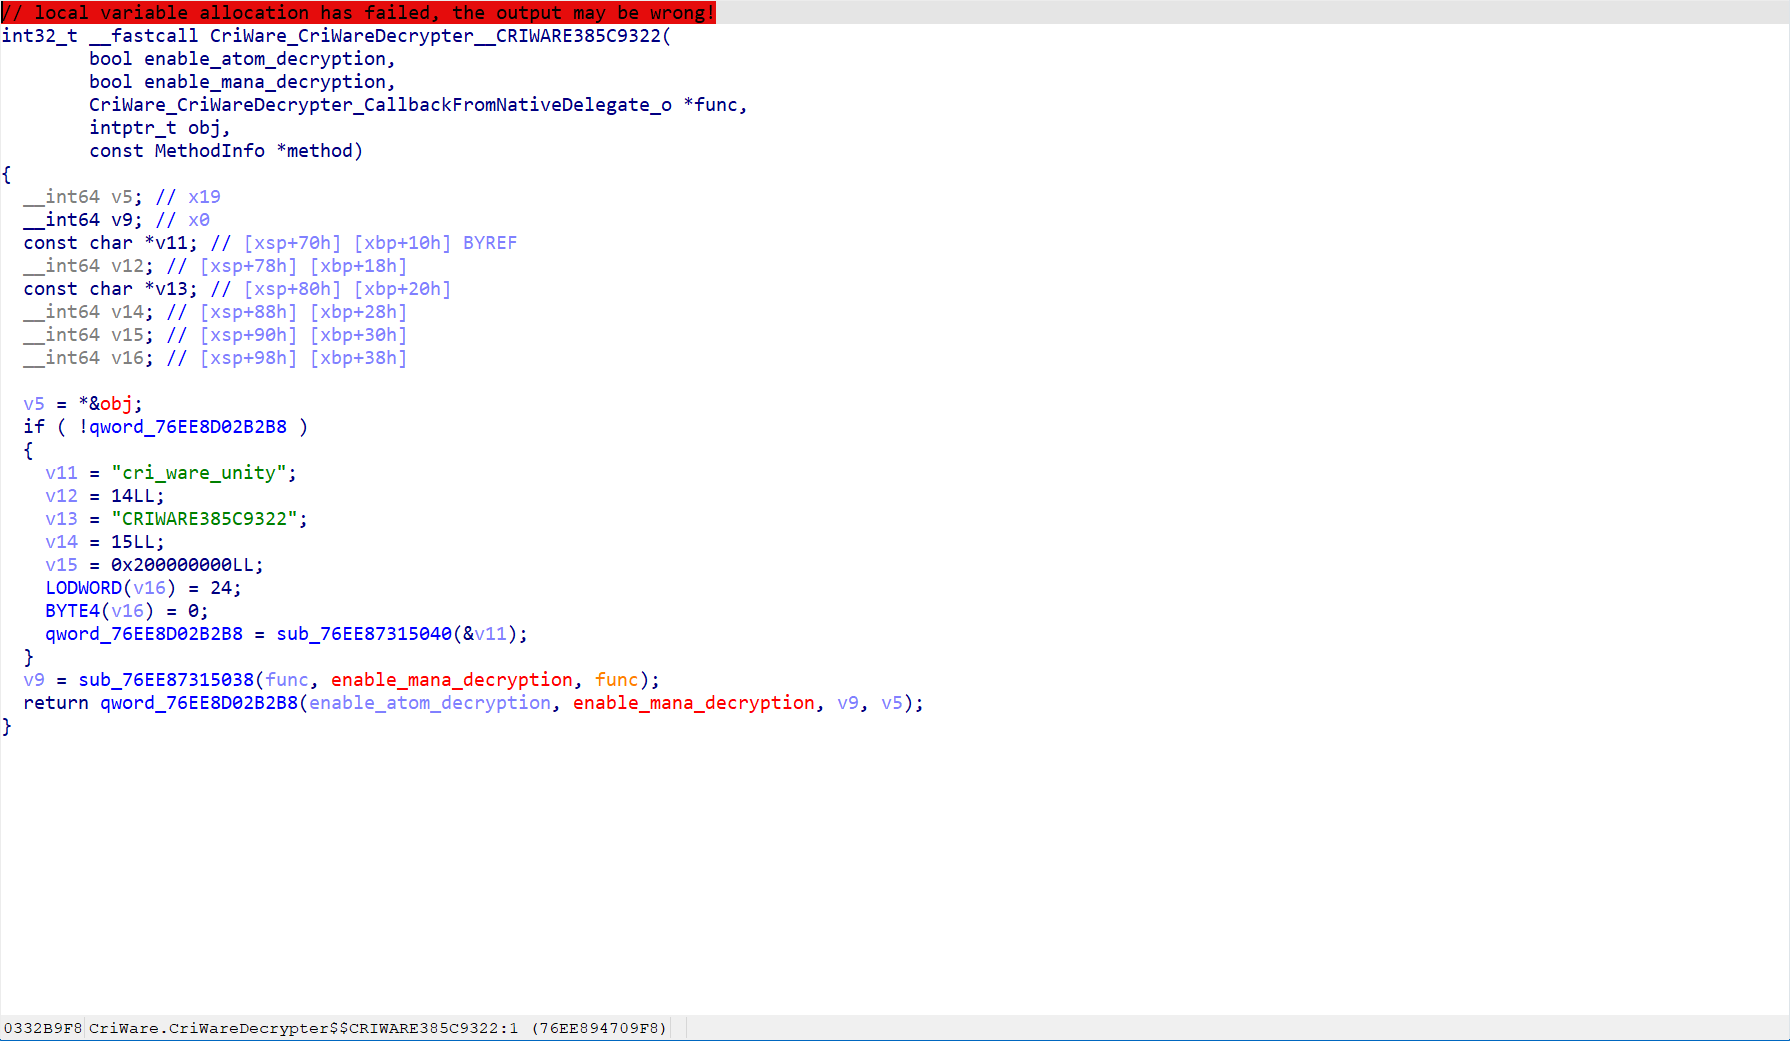 // local variable allocation has failed, the output may be wrong!
int32_t __fastcall CriWare_CriWareDecrypter__CRIWARE385C9322(
        bool enable_atom_decryption,
        bool enable_mana_decryption,
        CriWare_CriWareDecrypter_CallbackFromNativeDelegate_o *func,
        intptr_t obj,
        const MethodInfo *method)
{
  __int64 v5; // x19
  __int64 v9; // x0
  const char *v11; // [xsp+70h] [xbp+10h] BYREF
  __int64 v12; // [xsp+78h] [xbp+18h]
  const char *v13; // [xsp+80h] [xbp+20h]
  __int64 v14; // [xsp+88h] [xbp+28h]
  __int64 v15; // [xsp+90h] [xbp+30h]
  __int64 v16; // [xsp+98h] [xbp+38h]

  v5 = *&obj;
  if ( !qword_76EE8D02B2B8 )
  {
    v11 = "cri_ware_unity";
    v12 = 14LL;
    v13 = "CRIWARE385C9322";
    v14 = 15LL;
    v15 = 0x200000000LL;
    LODWORD(v16) = 24;
    BYTE4(v16) = 0;
    qword_76EE8D02B2B8 = sub_76EE87315040(&v11);
  }
  v9 = sub_76EE87315038(func, enable_mana_decryption, func);
  return qword_76EE8D02B2B8(enable_atom_decryption, enable_mana_decryption, v9, v5);
}
0332B9F8 CriWare.CriWareDecrypter$$CRIWARE385C9322:1 (76EE894709F8)